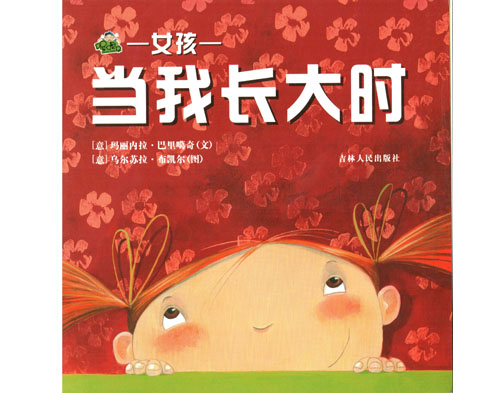 —女孩—
当我长大时
[意]玛丽内拉·巴里噶奇(文)
[意]乌尔苏拉·布凯尔(图)
吉林人民出版社